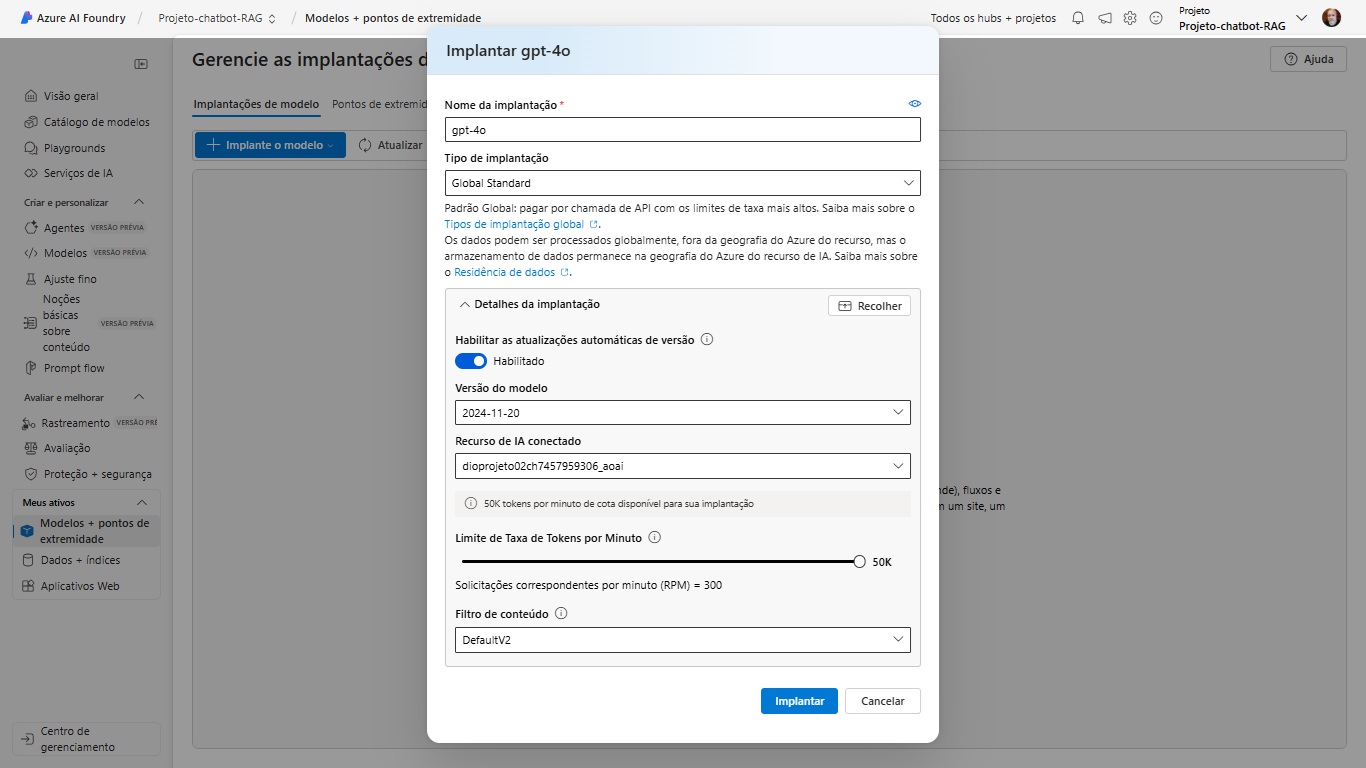 Azure AI Foundry / Projeto-chatbot-RAG / Modelos + pontos de extremidade
Todos os hubs + projetos
Projeto
Projeto-chatbot-RAG
Visão geral
Catálogo de modelos
Playgrounds
Serviços de IA
Criar e personalizar
Agentes VERSÃO PRÉVIA
Modelos VERSÃO PRÉVIA
Ajuste fino
Noções
básicas
sobre
conteúdo
VERSÃO PRÉVIA
Prompt flow
Avaliar e melhorar
Rastreamento VERSÃO PRÉ
Avaliação
Proteção + segurança
Meus ativos
Modelos + pontos de
extremidade
Dados + índices
Aplicativos Web
Centro de
gerenciamento
Gerencie as implantações d
Ajuda
Implantações de modelo
Pontos de extremid
Implante o modelo
Atualizar
nde), fluxos e
m um site, um
Implantar gpt-4o
Nome da implantação *
gpt-4o
Tipo de implantação
Global Standard
Padrão Global: pagar por chamada de API com os limites de taxa mais altos. Saiba mais sobre o
Tipos de implantação global .
Os dados podem ser processados globalmente, fora da geografia do Azure do recurso, mas o
armazenamento de dados permanece na geografia do Azure do recurso de IA. Saiba mais sobre
o Residência de dados .
Detalhes da implantação
Recolher
Habilitar as atualizações automáticas de versão
Habilitado
Versão do modelo
2024-11-20
Recurso de IA conectado
dioprojeto02ch7457959306_aoai
50K tokens por minuto de cota disponível para sua implantação
Limite de Taxa de Tokens por Minuto
50K
Solicitações correspondentes por minuto (RPM) = 300
Filtro de conteúdo
DefaultV2
Implantar
Cancelar